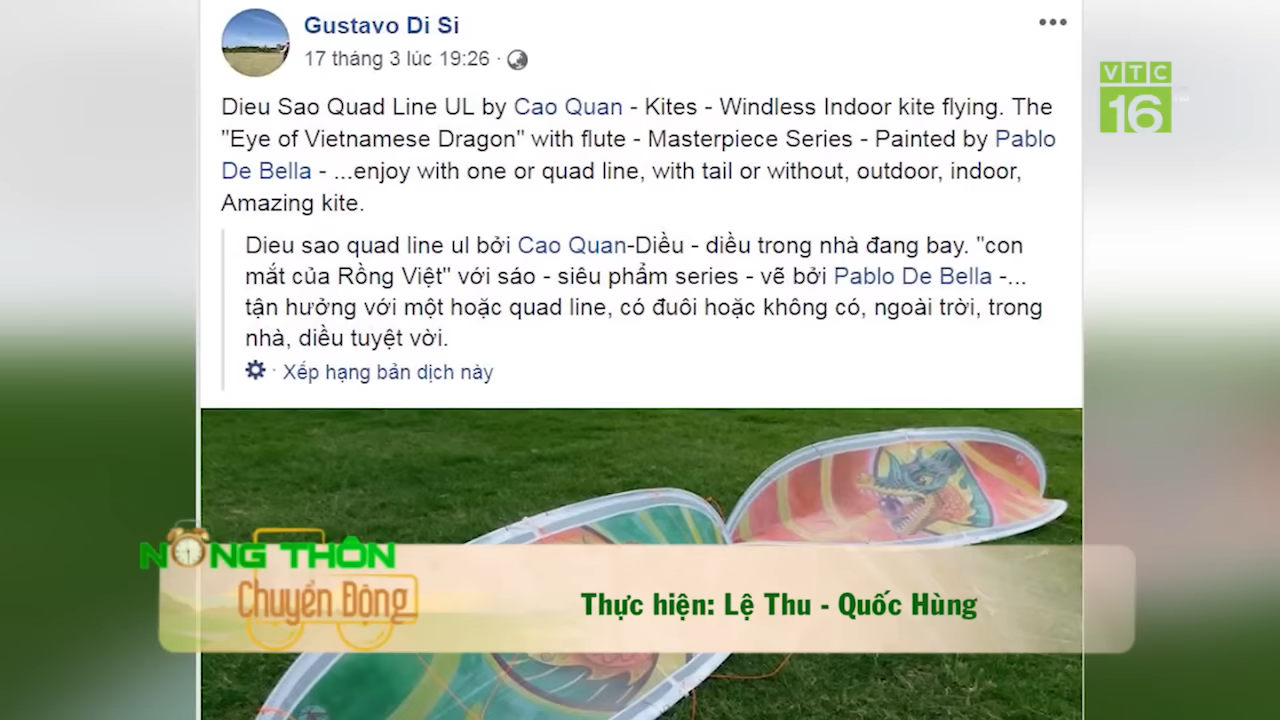 Gustavo Di Si
17 tháng 3 lúc 19:26 ·
VTC
16
Dieu Sao Quad Line UL by Cao Quan - Kites - Windless Indoor kite flying. The
"Eye of Vietnamese Dragon" with flute - Masterpiece Series - Painted by Pablo
De Bella - ...enjoy with one or quad line, with tail or without, outdoor, indoor,
Amazing kite.
Dieu sao quad line ul bởi Cao Quan-Diều - diều trong nhà đang bay. "con
mắt của Rồng Việt" với sáo - siêu phẩm series - vẽ bởi Pablo De Bella -...
tận hưởng với một hoặc quad line, có đuôi hoặc không có, ngoài trời, trong
nhà, diều tuyệt vời.
· Xếp hạng bản dịch này
NÔNG THÔN
Chuyển Động
Thực hiện: Lệ Thu - Quốc Hùng